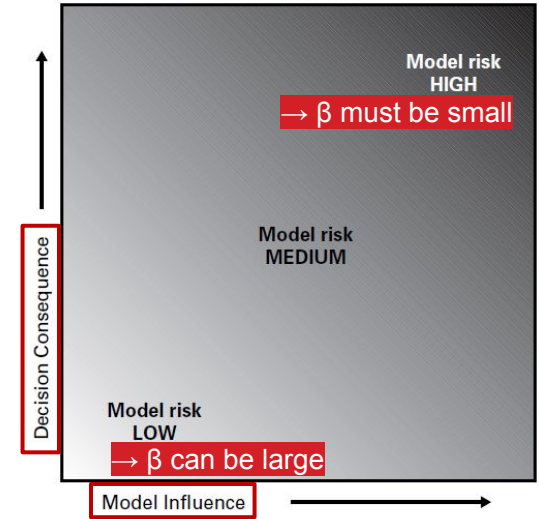 Model risk
HIGH
→ β must be small
Model risk
MEDIUM
Decision Consequence
Model risk
LOW
→ β can be large
Model Influence